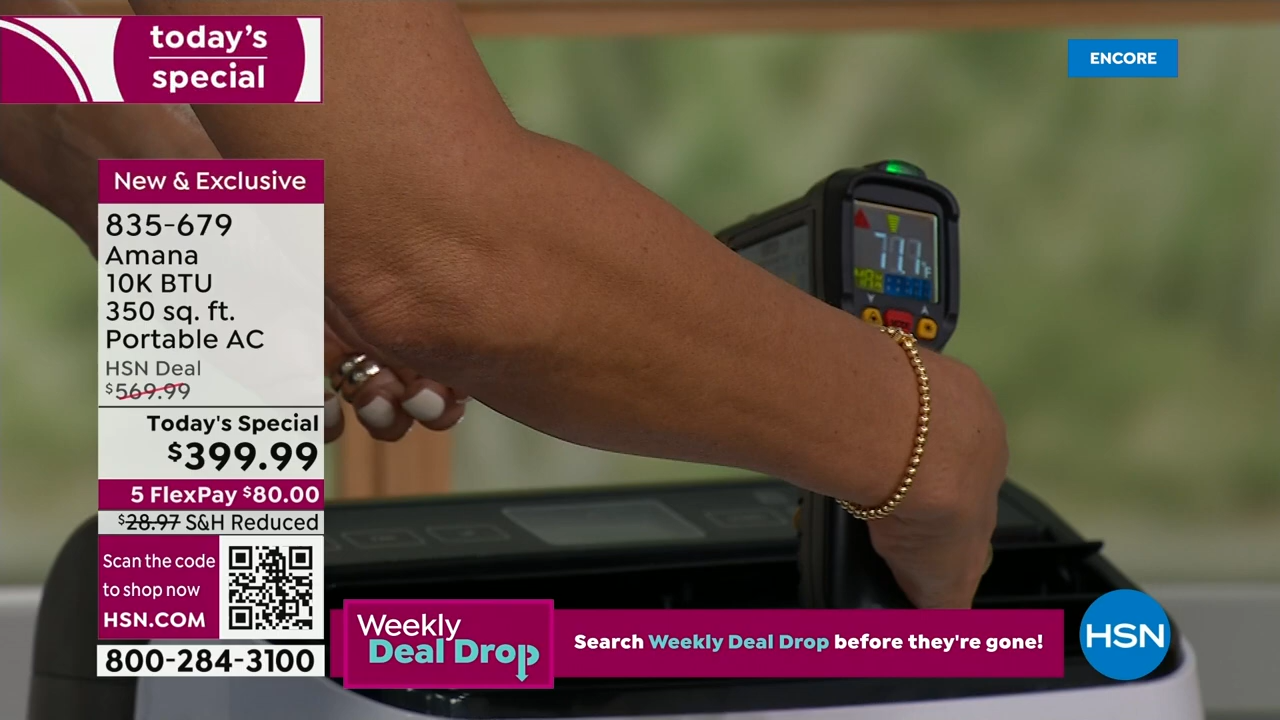 today's
special
ENCORE
New & Exclusive
835-679
Amana
10K BTU
350 sq. ft.
Portable AC
HSN Deal
$569.99
Today's Special
$399.99
5 FlexPay $80.00
$28.97 S&H Reduced
Scan the code
to shop now
HSN.COM
800-284-3100
77.1°F
Weekly
Deal Drop
Search Weekly Deal Drop before they're gone!
HSN